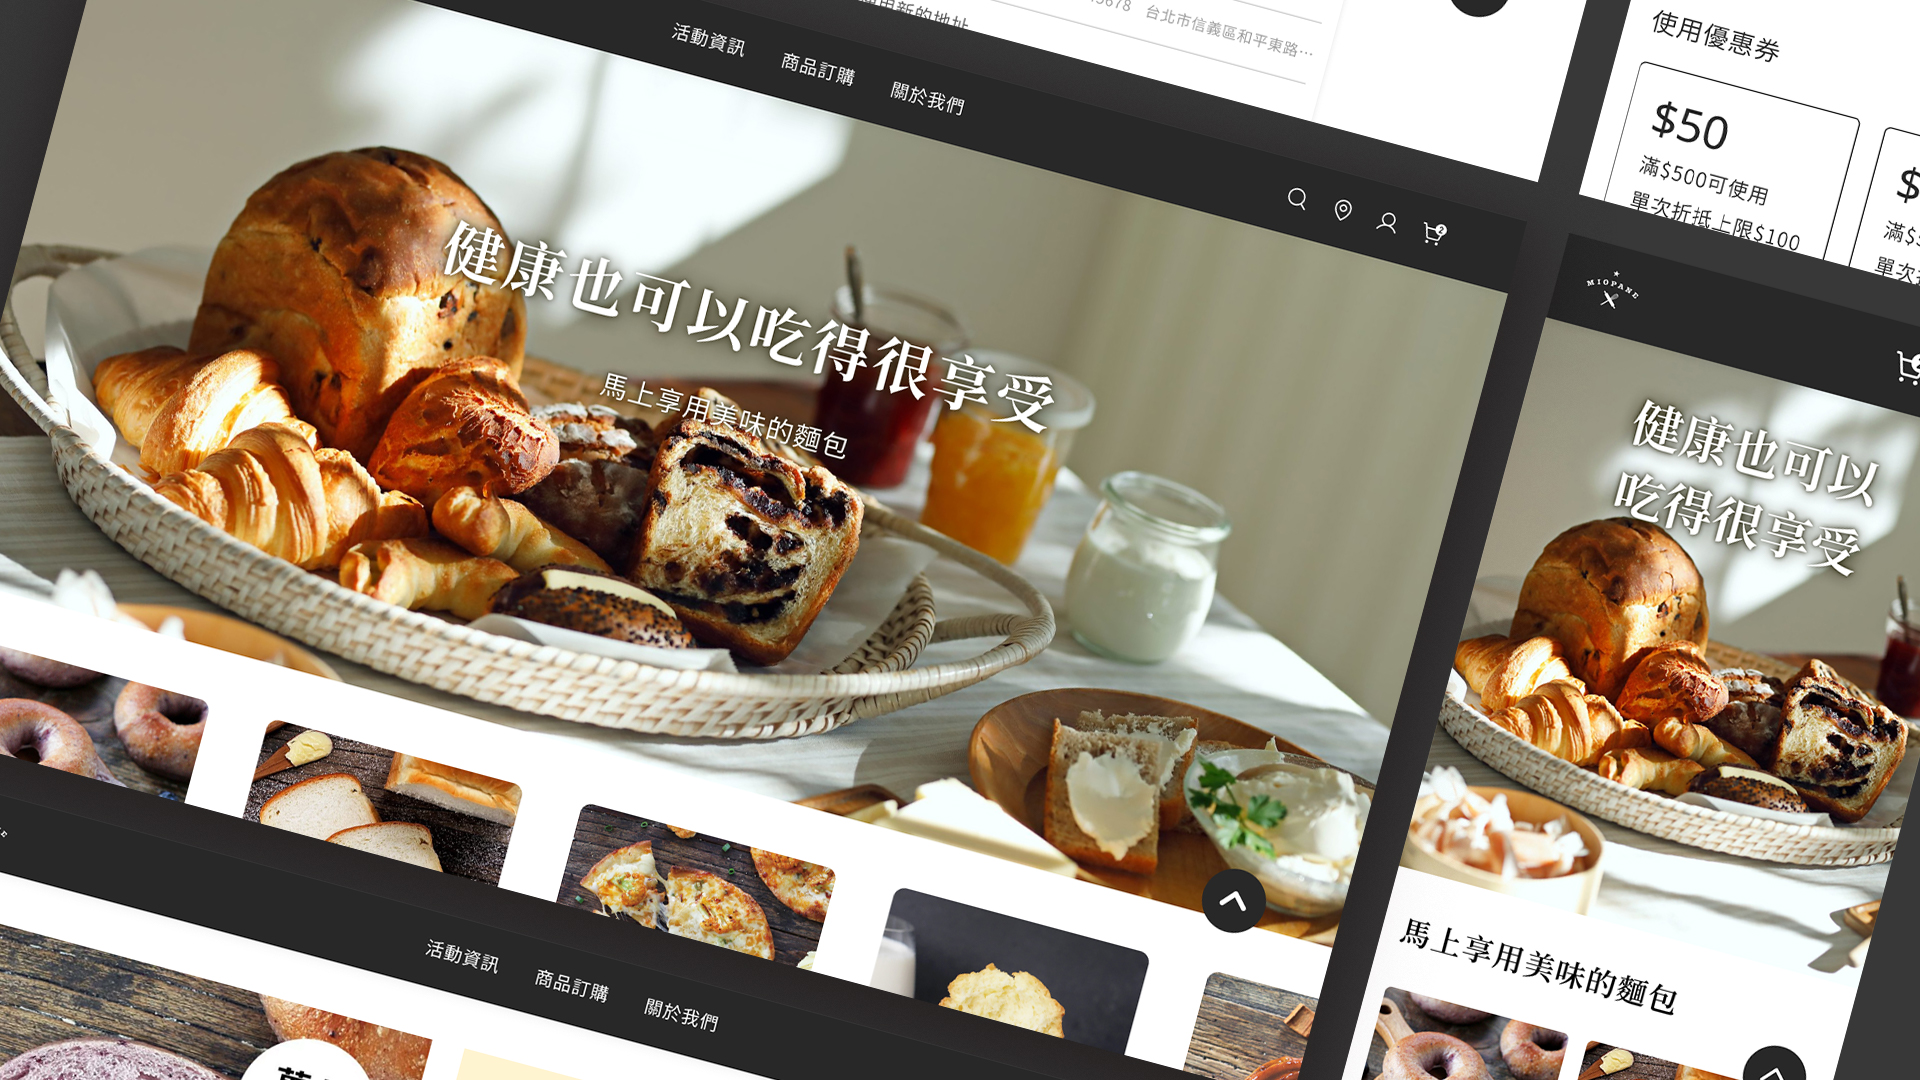 活動資訊
商品訂購
關於我們
2
健康也可以吃得很享受
馬上享用美味的麵包
用新的地址
5678
台北市信義區和平東路…
使用優惠券
$50
滿$500可使用
單次折抵上限$100
$
滿$
單次
MIOPANE
健康也可以
吃得很享受
馬上享用美味的麵包
活動資訊
商品訂購
關於我們